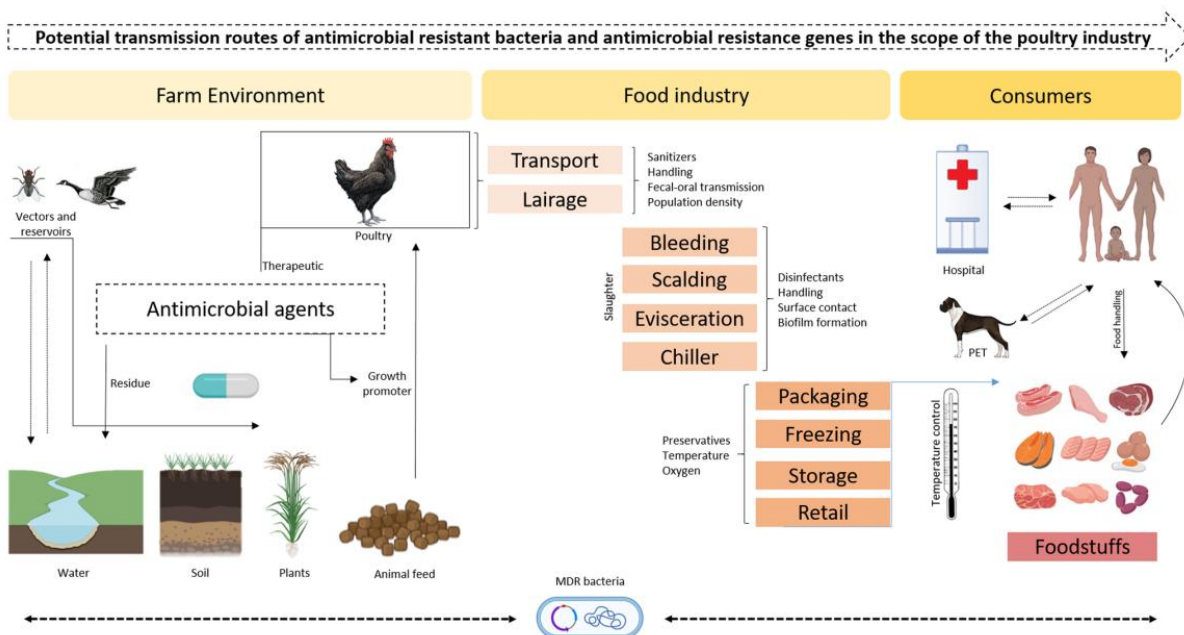 Potential transmission routes of antimicrobial resistant bacteria and antimicrobial resistance genes in the scope of the poultry industry
Farm Environment
Food industry
Consumers
Vectors and
reservoirs
Poultry
Therapeutic
Antimicrobial agents
Residue
Growth
promoter
Water
Soil
Plants
Animal feed
Transport
Lairage
Sanitizers
Handling
Fecal-oral transmission
Population density
Slaughter
Bleeding
Scalding
Evisceration
Chiller
Disinfectants
Handling
Surface contact
Biofilm formation
Preservatives
Temperature
Oxygen
Packaging
Freezing
Storage
Retail
Hospital
PET
Food handling
Temperature control
Foodstuffs
MDR bacteria